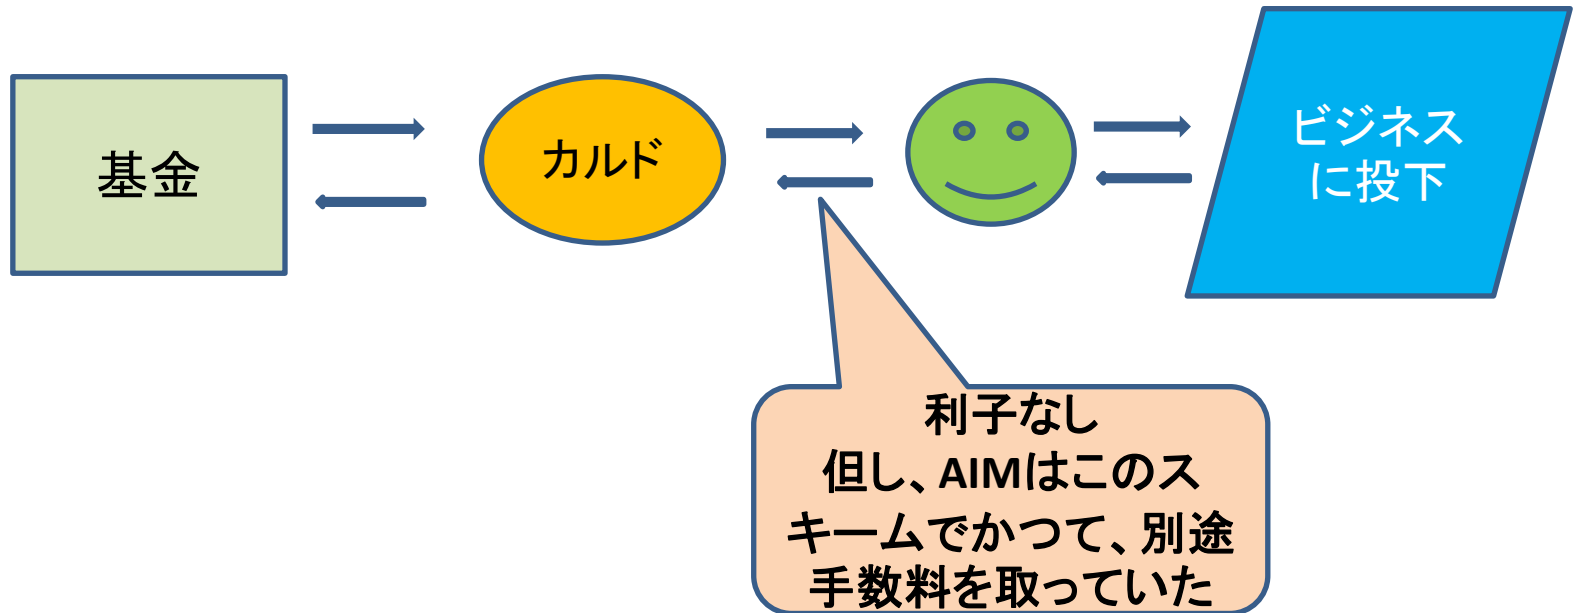 基金
カルド
ビジネス
に投下
利子なし
但し、AIMはこのス
キームでかつて、別途
手数料を取っていた